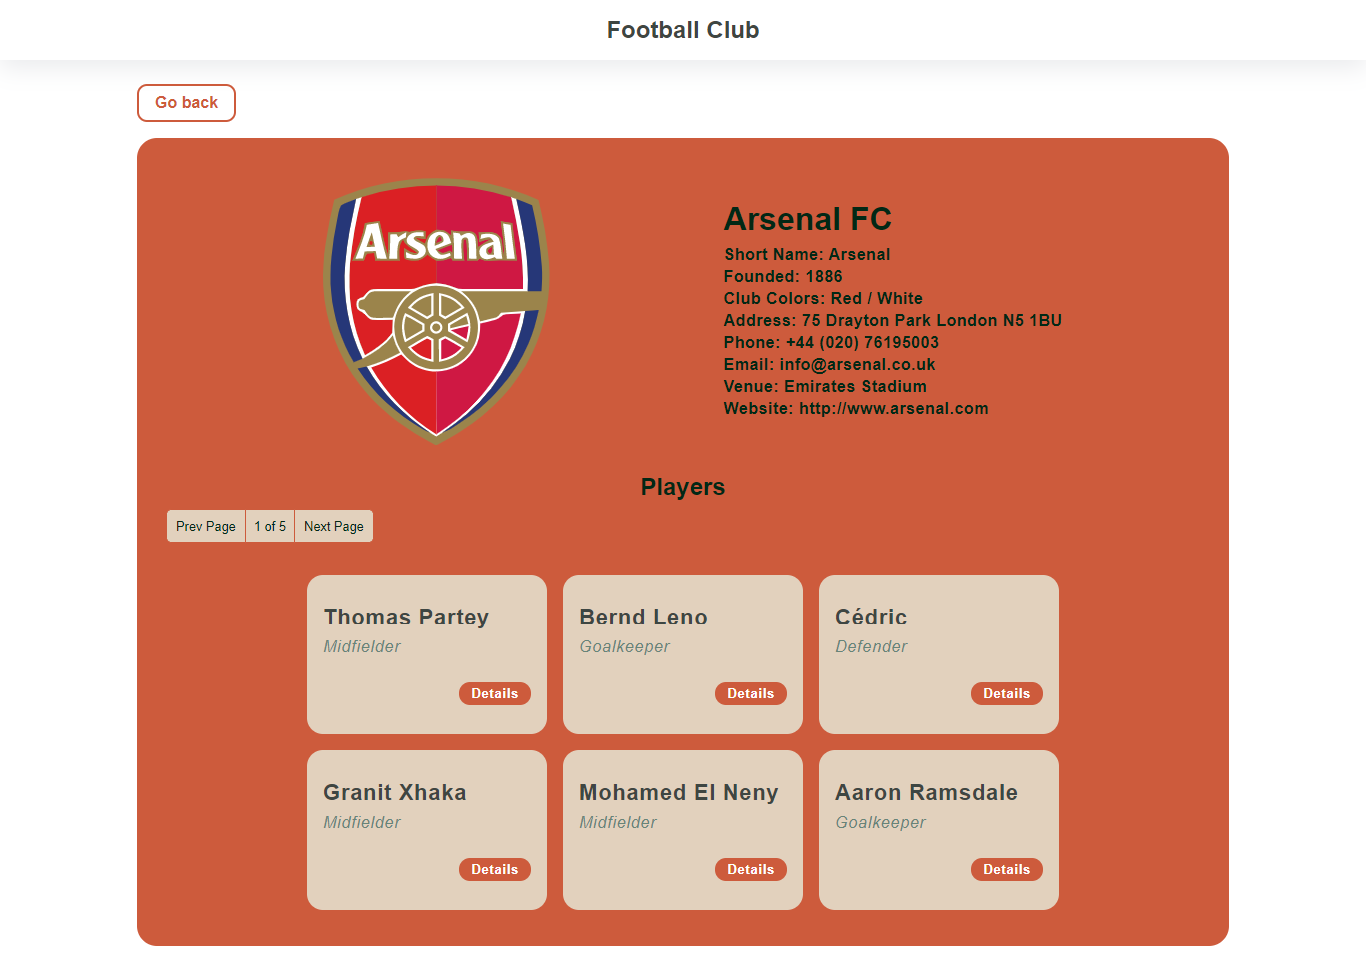 Football Club
Go back
Arsenal
Arsenal FC
Short Name: Arsenal
Founded: 1886
Club Colors: Red / White
Address: 75 Drayton Park London N5 1BU
Phone: +44 (020) 76195003
Email: info@arsenal.co.uk
Venue: Emirates Stadium
Website: http://www.arsenal.com
Players
Prev Page 1 of 5 Next Page
Thomas Partey
Midfielder
Details
Bernd Leno
Goalkeeper
Details
Cédric
Defender
Details
Granit Xhaka
Midfielder
Details
Mohamed El Neny
Midfielder
Details
Aaron Ramsdale
Goalkeeper
Details